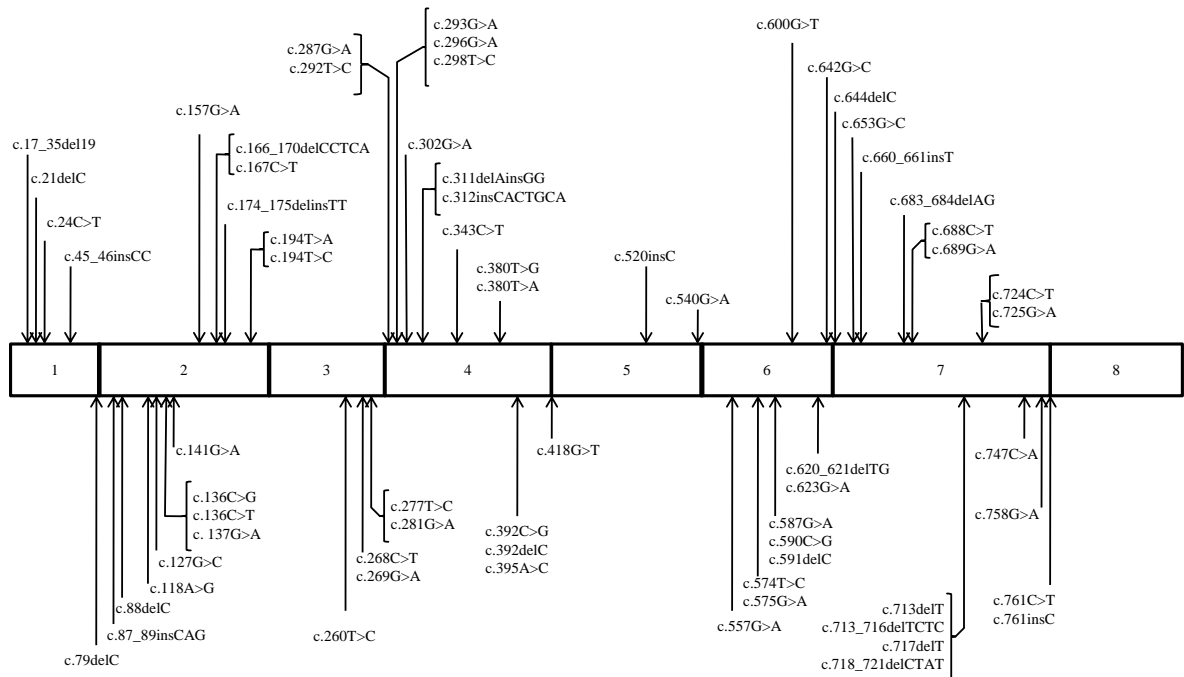 c.600G>T
c.293G>A
c.296G>A
c.298T>C
c.287G>A
c.292T>C
c.642G>C
c.644delC
c.157G>A
c.653G>C
c.17_35del19
c.166_170delCCTCA
c.167C>T
c.302G>A
c.660_661insT
c.21delC
c.311delAinsGG
c.312insCACTGCA
c.683_684delAG
c.174_175delinsTT
c.24C>T
c.343C>T
c.688C>T
c.689G>A
c.194T>A
c.194T>C
c.45_46insCC
c.380T>G
c.380T>A
c.520insC
c.540G>A
c.724C>T
c.725G>A
1 2 3 4 5 6 7 8
c.141G>A
c.418G>T
c.747C>A
c.620_621delTG
c.623G>A
c.136C>G
c.136C>T
c. 137G>A
c.277T>C
c.281G>A
c.758G>A
c.392C>G
c.392delC
c.395A>C
c.587G>A
c.590C>G
c.591delC
c.127G>C
c.268C>T
c.269G>A
c.118A>G
c.574T>C
c.575G>A
c.88delC
c.761C>T
c.761insC
c.713delT
c.713_716delTCTC
c.717delT
c.718_721delCTAT
c.87_89insCAG
c.260T>C
c.557G>A
c.79delC